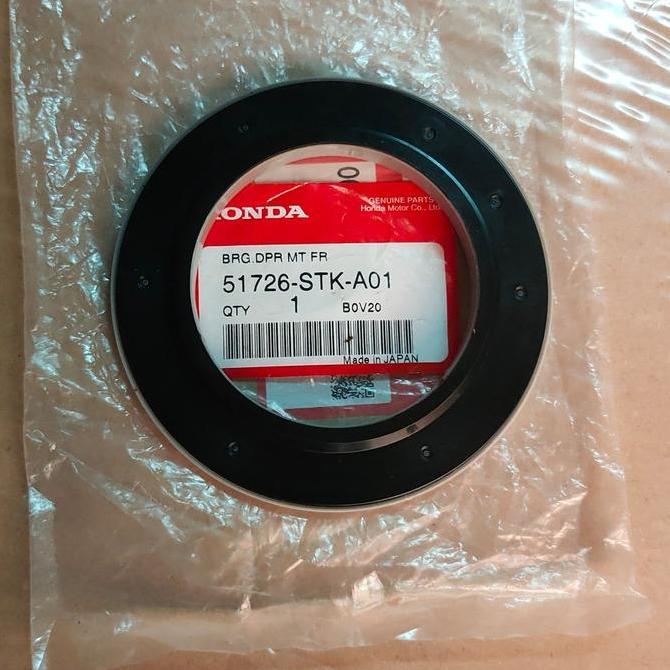 ONDA
GENUINE PARTS
Honda Motor Co., Ltd
BRG.DPR MT FR
51726-STK-A01
QTY 1 B0V20
Made in JAPAN